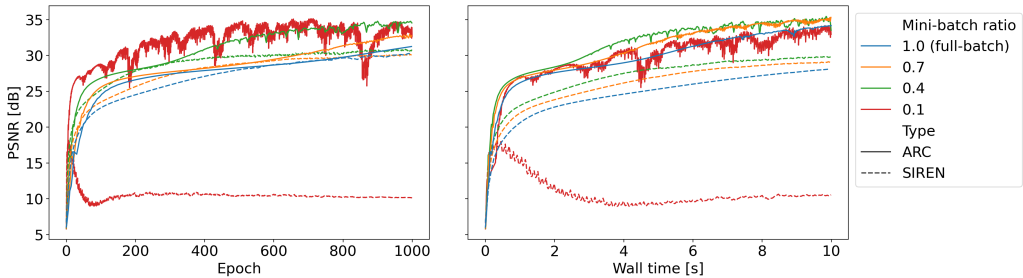 PSNR [dB]
35
30
25
20
15
10
5
0 200 400 600 800 1000
Epoch
0 2 4 6 8 10
Wall time [s]
Mini-batch ratio
1.0 (full-batch)
0.7
0.4
0.1
Type
ARC
SIREN